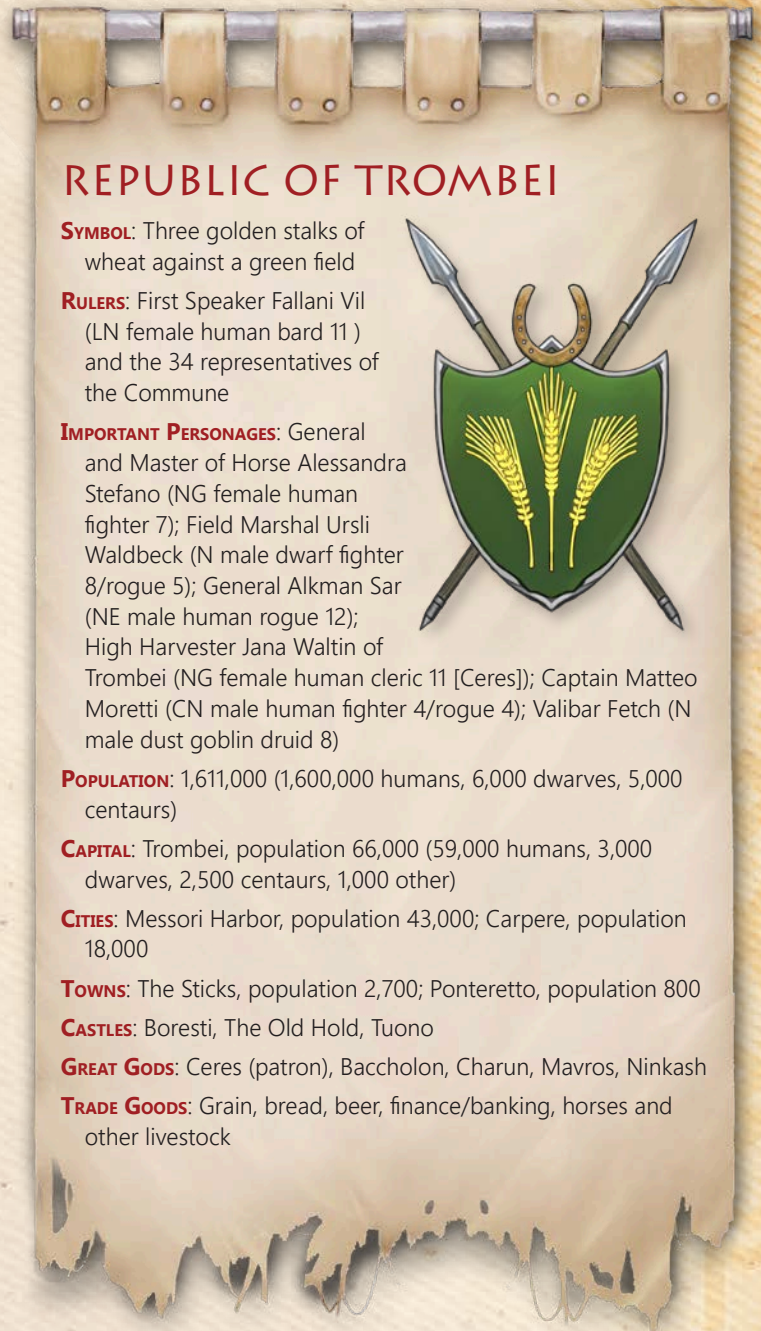 REPUBLIC OF TROMBEI
SYMBOL: Three golden stalks of
wheat against a green field
RULERS: First Speaker Fallani Vil
(LN female human bard 11 )
and the 34 representatives of
the Commune
IMPORTANT PERSONAGES: General
and Master of Horse Alessandra
Stefano (NG female human
fighter 7); Field Marshal Ursli
Waldbeck (N male dwarf fighter
8/rogue 5); General Alkman Sar
(NE male human rogue 12);
High Harvester Jana Waltin of
Trombei (NG female human cleric 11 [Ceres]); Captain Matteo
Moretti (CN male human fighter 4/rogue 4); Valibar Fetch (N
male dust goblin druid 8)
POPULATION: 1,611,000 (1,600,000 humans, 6,000 dwarves, 5,000
centaurs)
CAPITAL: Trombei, population 66,000 (59,000 humans, 3,000
dwarves, 2,500 centaurs, 1,000 other)
CITIES: Messori Harbor, population 43,000; Carpere, population
18,000
TOWNS: The Sticks, population 2,700; Ponteretto, population 800
CASTLES: Boresti, The Old Hold, Tuono
GREAT GODS: Ceres (patron), Baccholon, Charun, Mavros, Ninkash
TRADE GOODS: Grain, bread, beer, finance/banking, horses and
other livestock